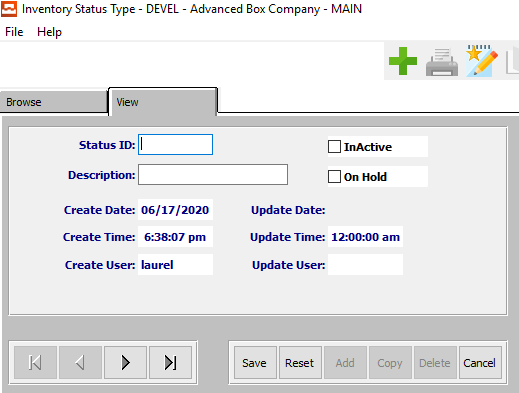 Inventory Status Type - DEVEL - Advanced Box Company - MAIN
File Help
Browse View
Status ID: InActive
Description: On Hold
Create Date: 06/17/2020 Update Date:
Create Time: 6:38:07 pm Update Time: 12:00:00 am
Create User: laurel Update User:
Save Reset Add Copy Delete Cancel